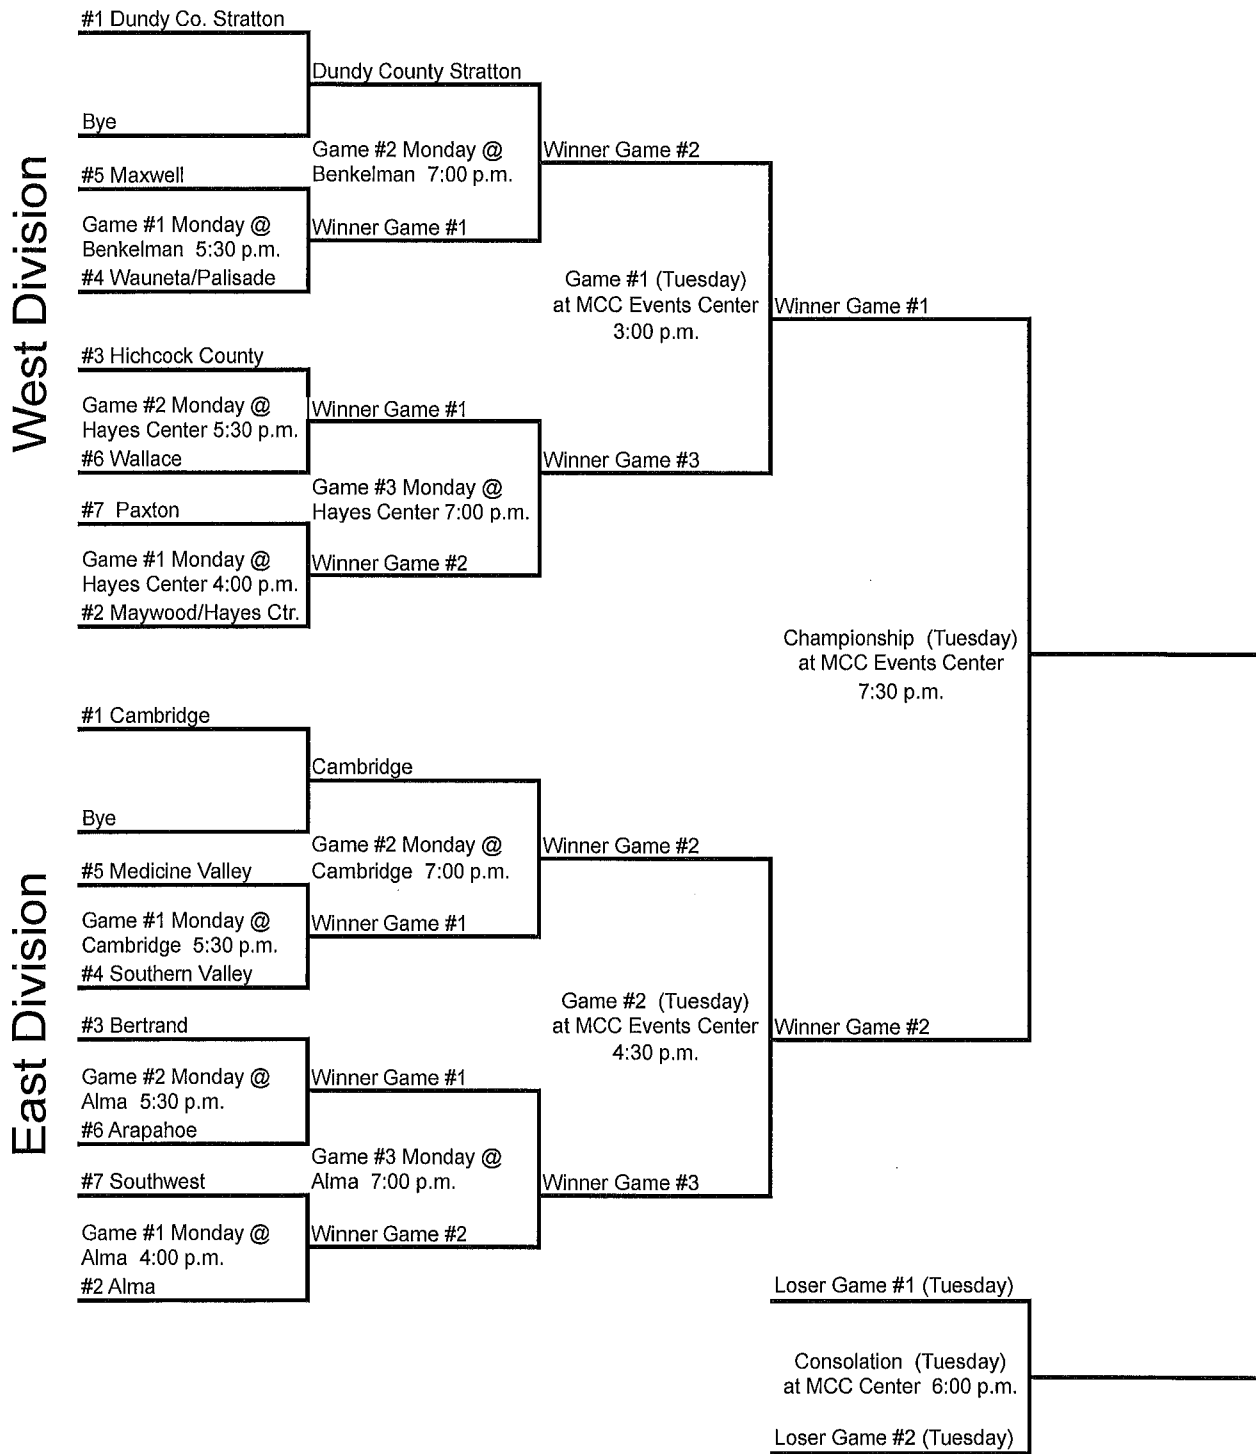 West Division
#1 Dundy Co. Stratton
Dundy County Stratton
Bye
Game #2 Monday @
Benkelman 7:00 p.m.
Winner Game #2
#5 Maxwell
Game #1 Monday @
Benkelman 5:30 p.m.
#4 Wauneta/Palisade
Winner Game #1
Game #1 (Tuesday)
at MCC Events Center
3:00 p.m.
Winner Game #1
#3 Hichcock County
Game #2 Monday @
Hayes Center 5:30 p.m.
#6 Wallace
Winner Game #1
Game #3 Monday @
Hayes Center 7:00 p.m.
Winner Game #3
#7 Paxton
Game #1 Monday @
Hayes Center 4:00 p.m.
#2 Maywood/Hayes Ctr.
Winner Game #2
Championship (Tuesday)
at MCC Events Center
7:30 p.m.
East Division
#1 Cambridge
Cambridge
Bye
Game #2 Monday @
Cambridge 7:00 p.m.
Winner Game #2
#5 Medicine Valley
Game #1 Monday @
Cambridge 5:30 p.m.
#4 Southern Valley
Winner Game #1
Game #2 (Tuesday)
at MCC Events Center
4:30 p.m.
Winner Game #2
#3 Bertrand
Game #2 Monday @
Alma 5:30 p.m.
#6 Arapahoe
Winner Game #1
Game #3 Monday @
Alma 7:00 p.m.
Winner Game #3
#7 Southwest
Game #1 Monday @
Alma 4:00 p.m.
#2 Alma
Winner Game #2
Loser Game #1 (Tuesday)
Consolation (Tuesday)
at MCC Center 6:00 p.m.
Loser Game #2 (Tuesday)